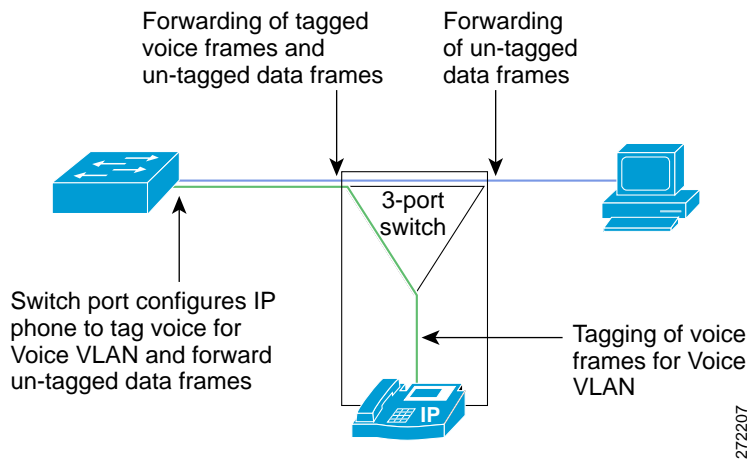 Forwarding of tagged
voice frames and
un-tagged data frames
Forwarding
of un-tagged
data frames
3-port
switch
Switch port configures IP
phone to tag voice for
Voice VLAN and forward
un-tagged data frames
Tagging of voice
frames for Voice
VLAN
IP
272207